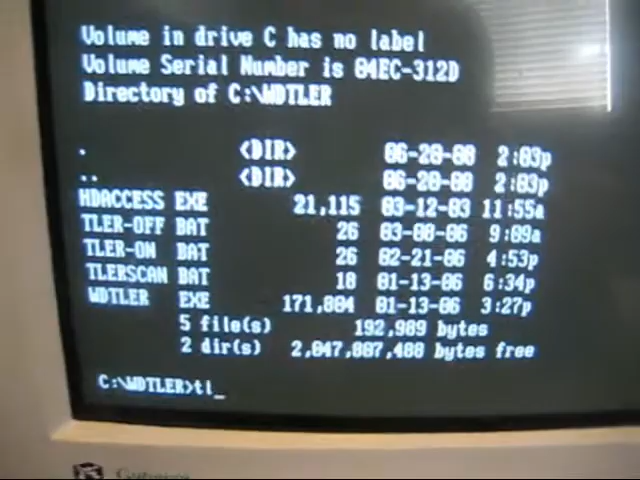 Volume in drive C has no label
Volume Serial Number is 04EC-312D
Directory of C:\WDTLER
. <DIR> 06-20-08 2:03p
.. <DIR> 06-20-08 2:03p
HDACCESS EXE 21,115 03-12-03 11:55a
TLER-OFF BAT 26 03-08-06 9:09a
TLER-ON BAT 26 02-21-06 4:53p
TLERSCAN BAT 18 01-13-06 6:34p
WDTLER EXE 171,804 01-13-06 3:27p
5 file(s) 192,989 bytes
2 dir(s) 2,047,887,488 bytes free
C:\WDTLER>tl_